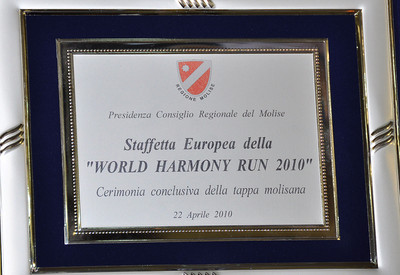 REGIONE MOLISE
Presidenza Consiglio Regionale del Molise
Staffetta Europea della
"WORLD HARMONY RUN 2010"
Cerimonia conclusiva della tappa molisana
22 Aprile 2010